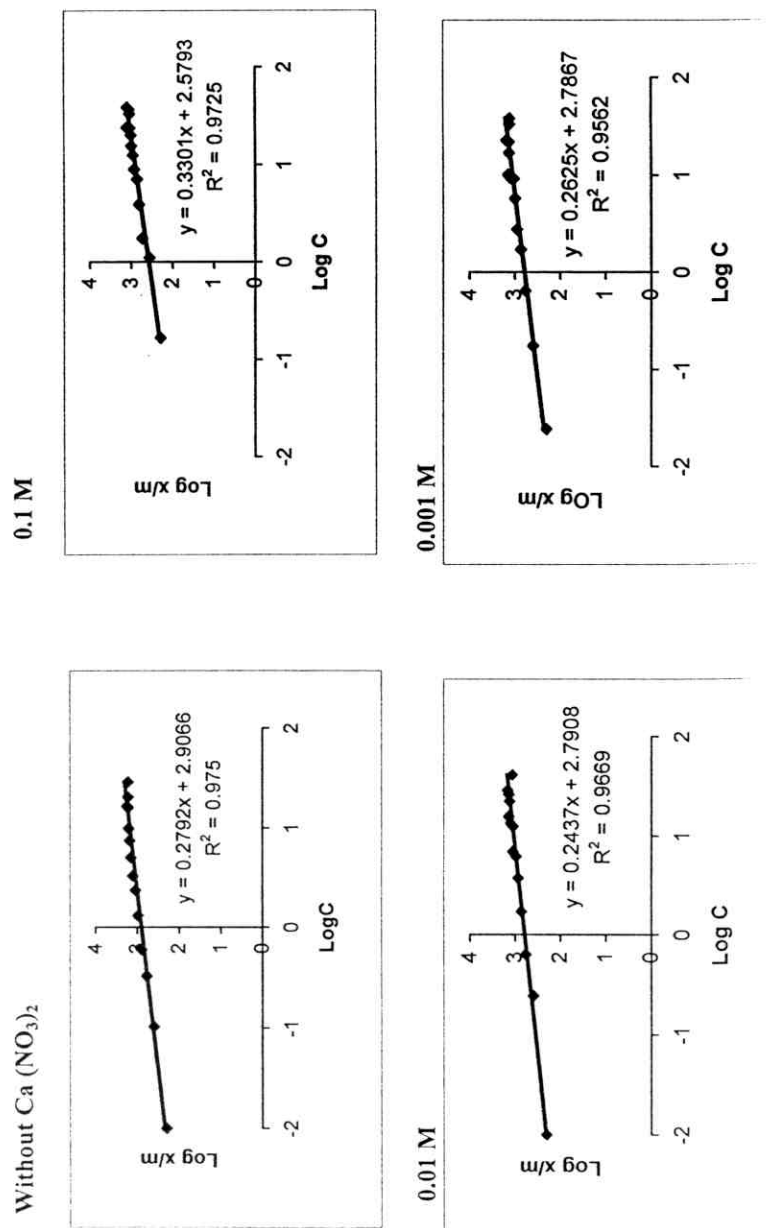 Without Ca (NO₃)₂
Log x/m
4
3
2
1
0
-2
-1
0
1
2
LogC
y = 0.2792x + 2.9066
R² = 0.975
0.1 M
Log x/m
4
3
2
1
0
-2
-1
0
1
2
Log C
y = 0.3301x + 2.5793
R² = 0.9725
0.01 M
Log x/m
4
3
2
1
0
-2
-1
0
1
2
Log C
y = 0.2437x + 2.7908
R² = 0.9669
0.001 M
LOg x/m
4
3
2
1
0
-2
-1
0
1
2
Log C
y = 0.2625x + 2.7867
R² = 0.9562